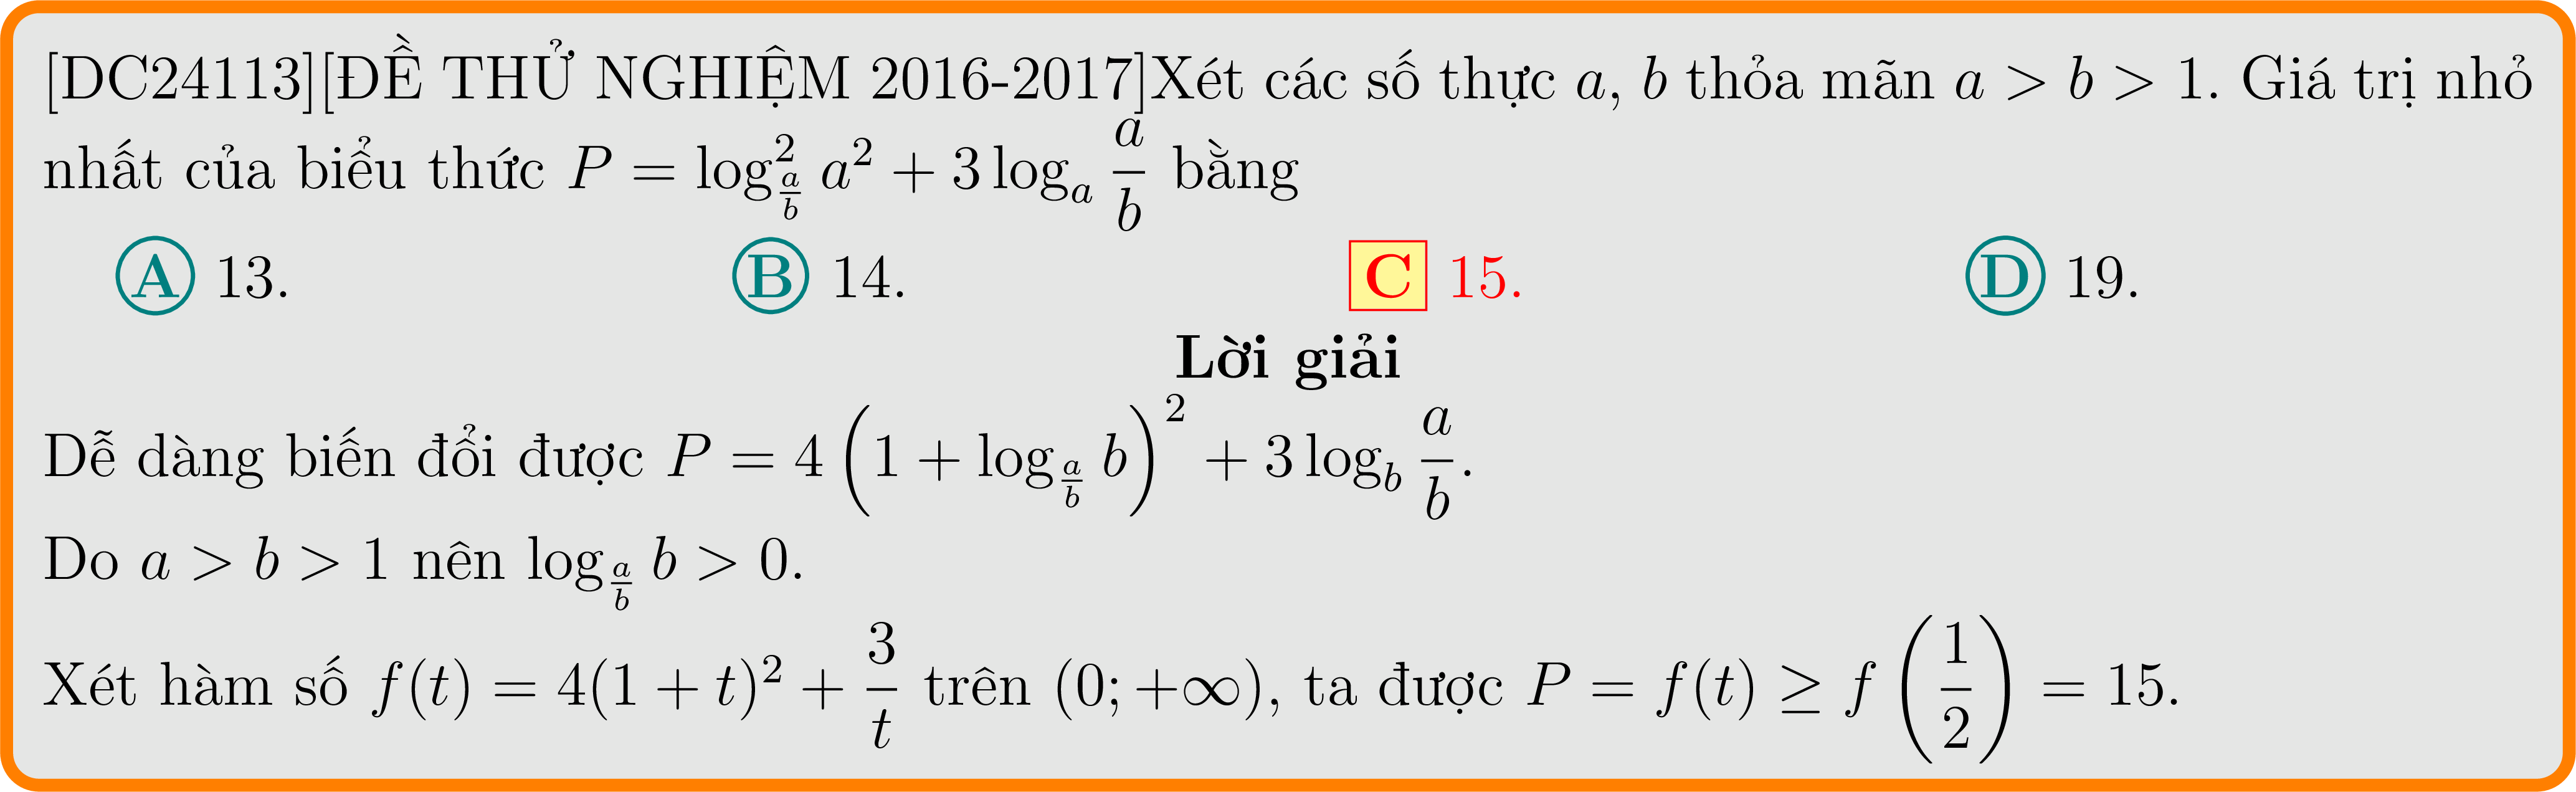 [DC24113][ĐỀ THỬ NGHIỆM 2016-2017]Xét các số thực a, b thỏa mãn a > b > 1. Giá trị nhỏ
nhất của biểu thức $P = \log^2_{\frac{a}{b}} a^2 + 3\log_a \frac{a}{b}$ bằng
A 13. B 14. C 15. D 19.
Lời giải
Dễ dàng biến đổi được $P = 4\left(1 + \log_{\frac{a}{b}} b\right)^2 + 3\log_b \frac{a}{b}$.
Do a > b > 1 nên $\log_{\frac{a}{b}} b > 0$.
Xét hàm số $f(t) = 4(1 + t)^2 + \frac{3}{t}$ trên $(0; +\infty)$, ta được $P = f(t) \geq f\left(\frac{1}{2}\right) = 15$.